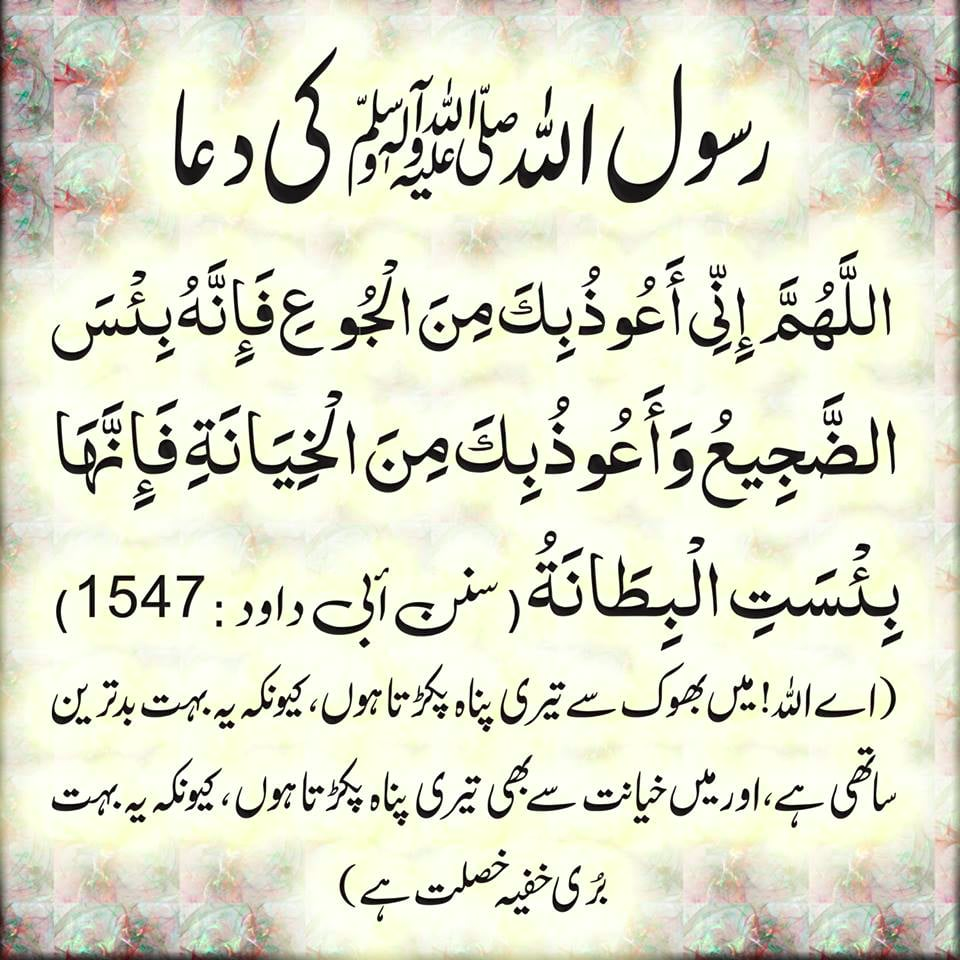 رسول اللہ صلی اللہ علیہ وآلہ وسلم کی دعا
اللَّهُمَّ إِنِّي أَعُوذُ بِكَ مِنَ الْجُوعِ فَإِنَّهُ بِئْسَ
الضَّجِيعُ وَأَعُوذُ بِكَ مِنَ الْخِيَانَةِ فَإِنَّهَا
بِئْسَتِ الْبِطَانَةُ (سنن أبی داود : 1547)
(اے اللہ! میں بھوک سے تیری پناہ پکڑتا ہوں، کیونکہ یہ بہت بدترین
ساتھی ہے، اور میں خیانت سے بھی تیری پناہ پکڑتا ہوں، کیونکہ یہ بہت
بُری خفیہ خصلت ہے)